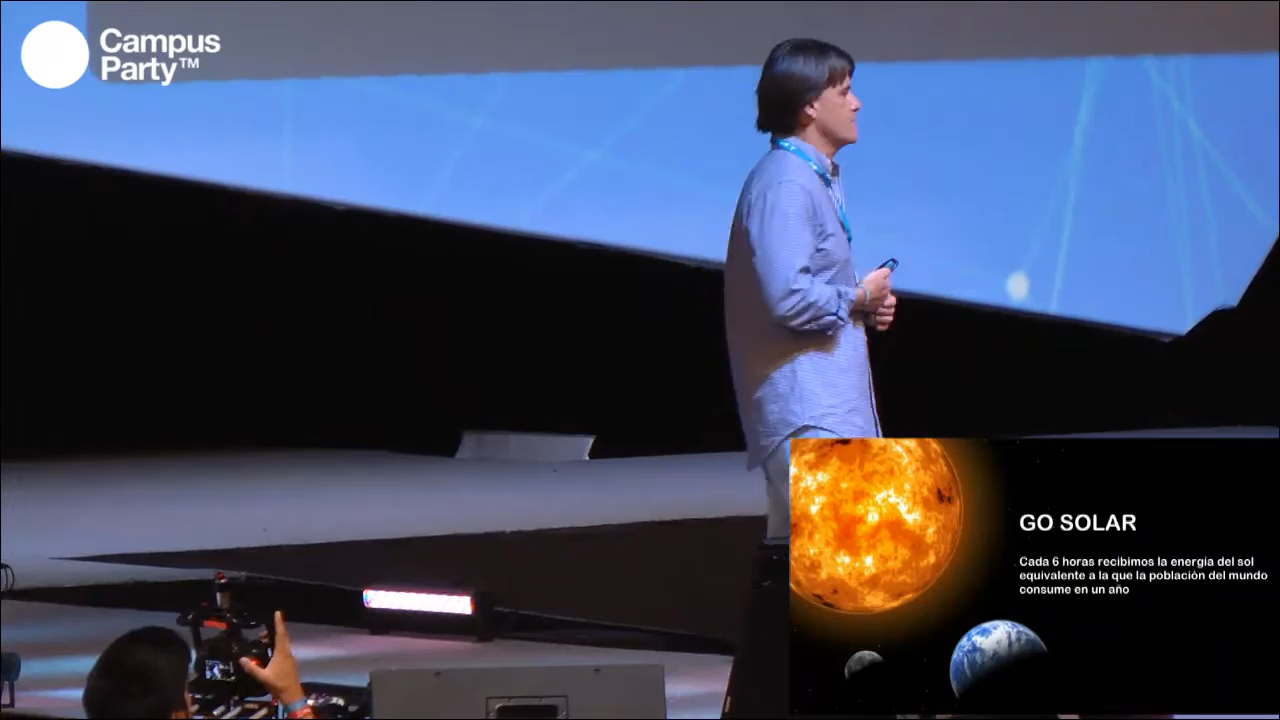 Campus
Party™
GO SOLAR
Cada 6 horas recibimos la energía del sol
equivalente a la que la población del mundo
consume en un año